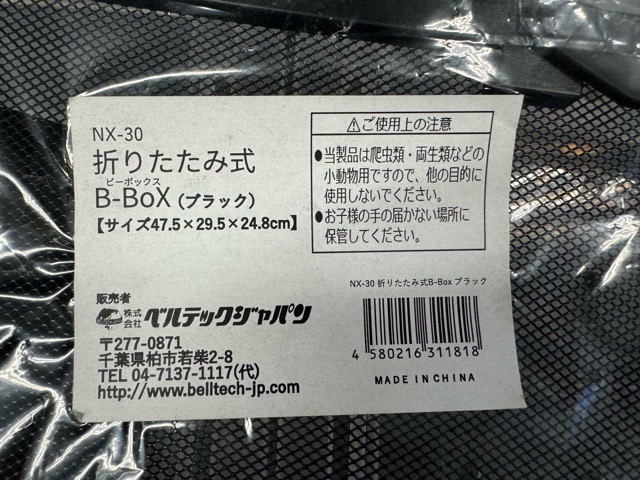 NX-30
折りたたみ式
ビーボックス
B-BoX（ブラック）
【サイズ47.5×29.5×24.8cm】
⚠ご使用上の注意
●当製品は爬虫類・両生類などの
小動物用ですので、他の目的に
使用しないでください。
●お子様の手の届かない場所に
保管してください。
NX-30 折りたたみ式B-Box ブラック
4 580216 311818
MADE IN CHINA
販売者
株式会社 ベルテックジャパン
〒277-0871
千葉県柏市若柴2-8
TEL 04-7137-1117(代)
http://www.belltech-jp.com